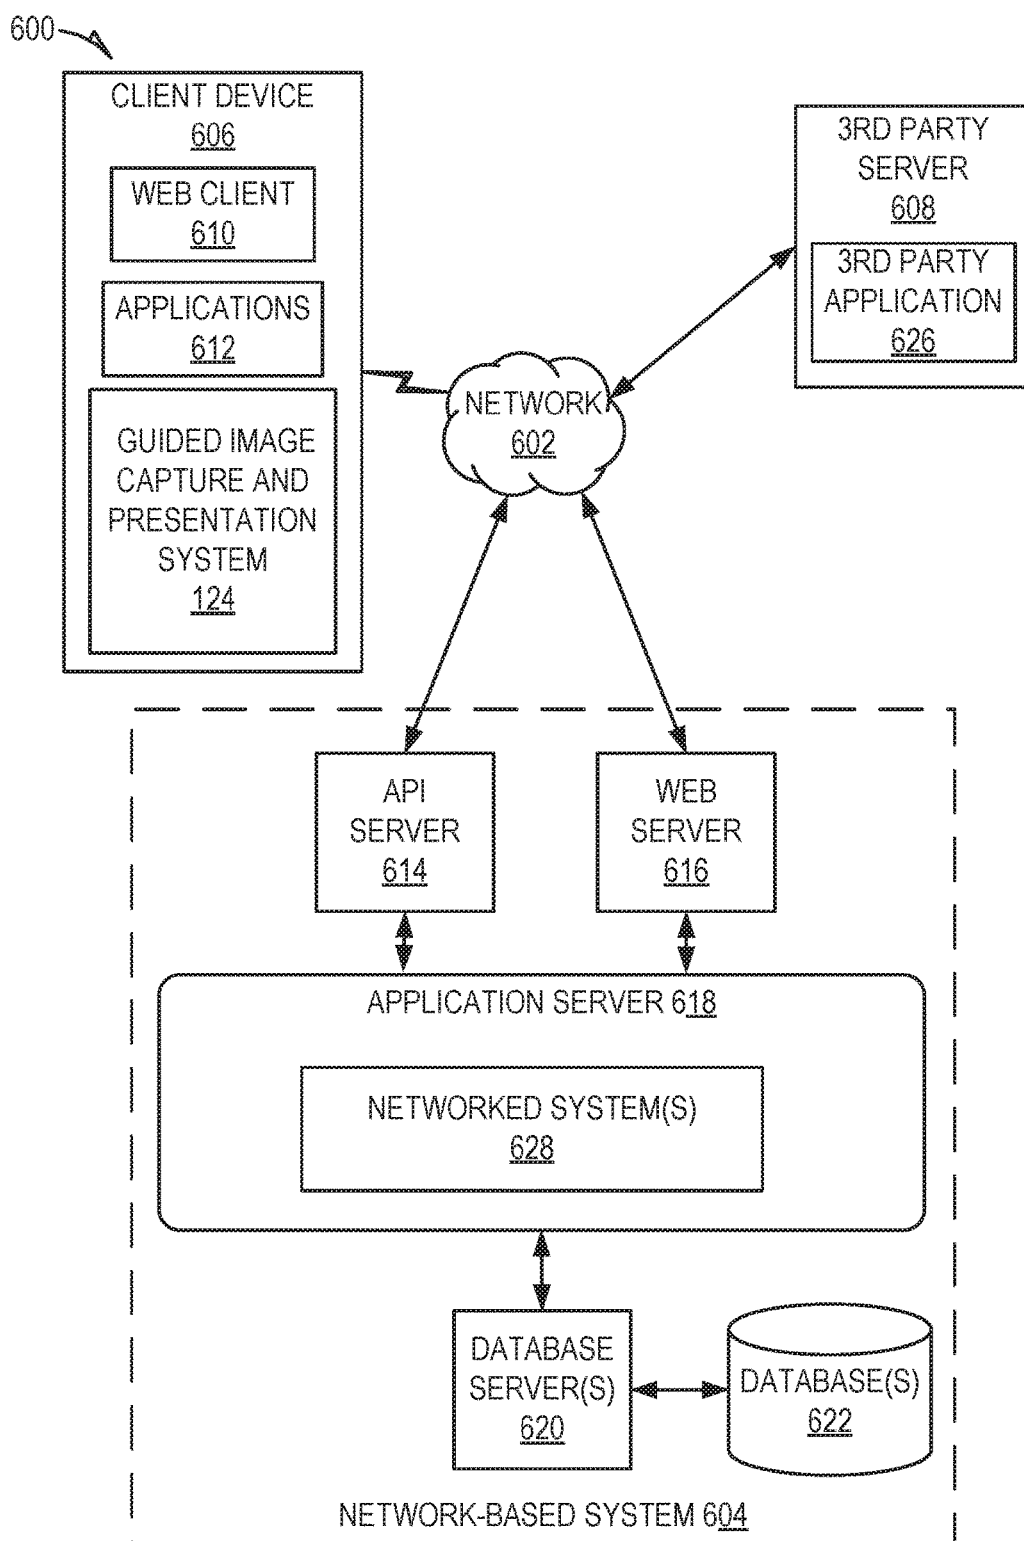 600
CLIENT DEVICE
606
WEB CLIENT
610
APPLICATIONS
612
GUIDED IMAGE
CAPTURE AND
PRESENTATION
SYSTEM
124
3RD PARTY
SERVER
608
3RD PARTY
APPLICATION
626
NETWORK
602
API
SERVER
614
WEB
SERVER
616
APPLICATION SERVER 618
NETWORKED SYSTEM(S)
628
DATABASE
SERVER(S)
620
DATABASE(S)
622
NETWORK-BASED SYSTEM 604